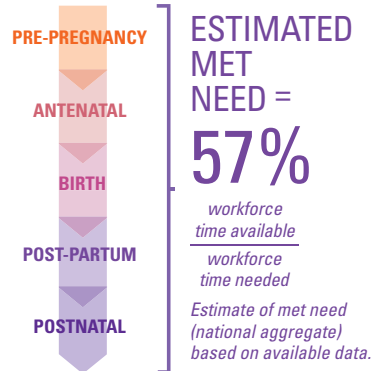 PRE-PREGNANCY
ANTENATAL
BIRTH
POST-PARTUM
POSTNATAL
ESTIMATED
MET
NEED =
57%
workforce
time available
workforce
time needed
Estimate of met need
(national aggregate)
based on available data.